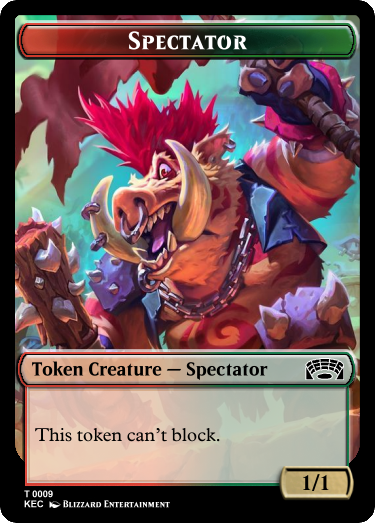 Spectator
Token Creature — Spectator
This token can't block.
1/1
T 0009
KEC Blizzard Entertainment